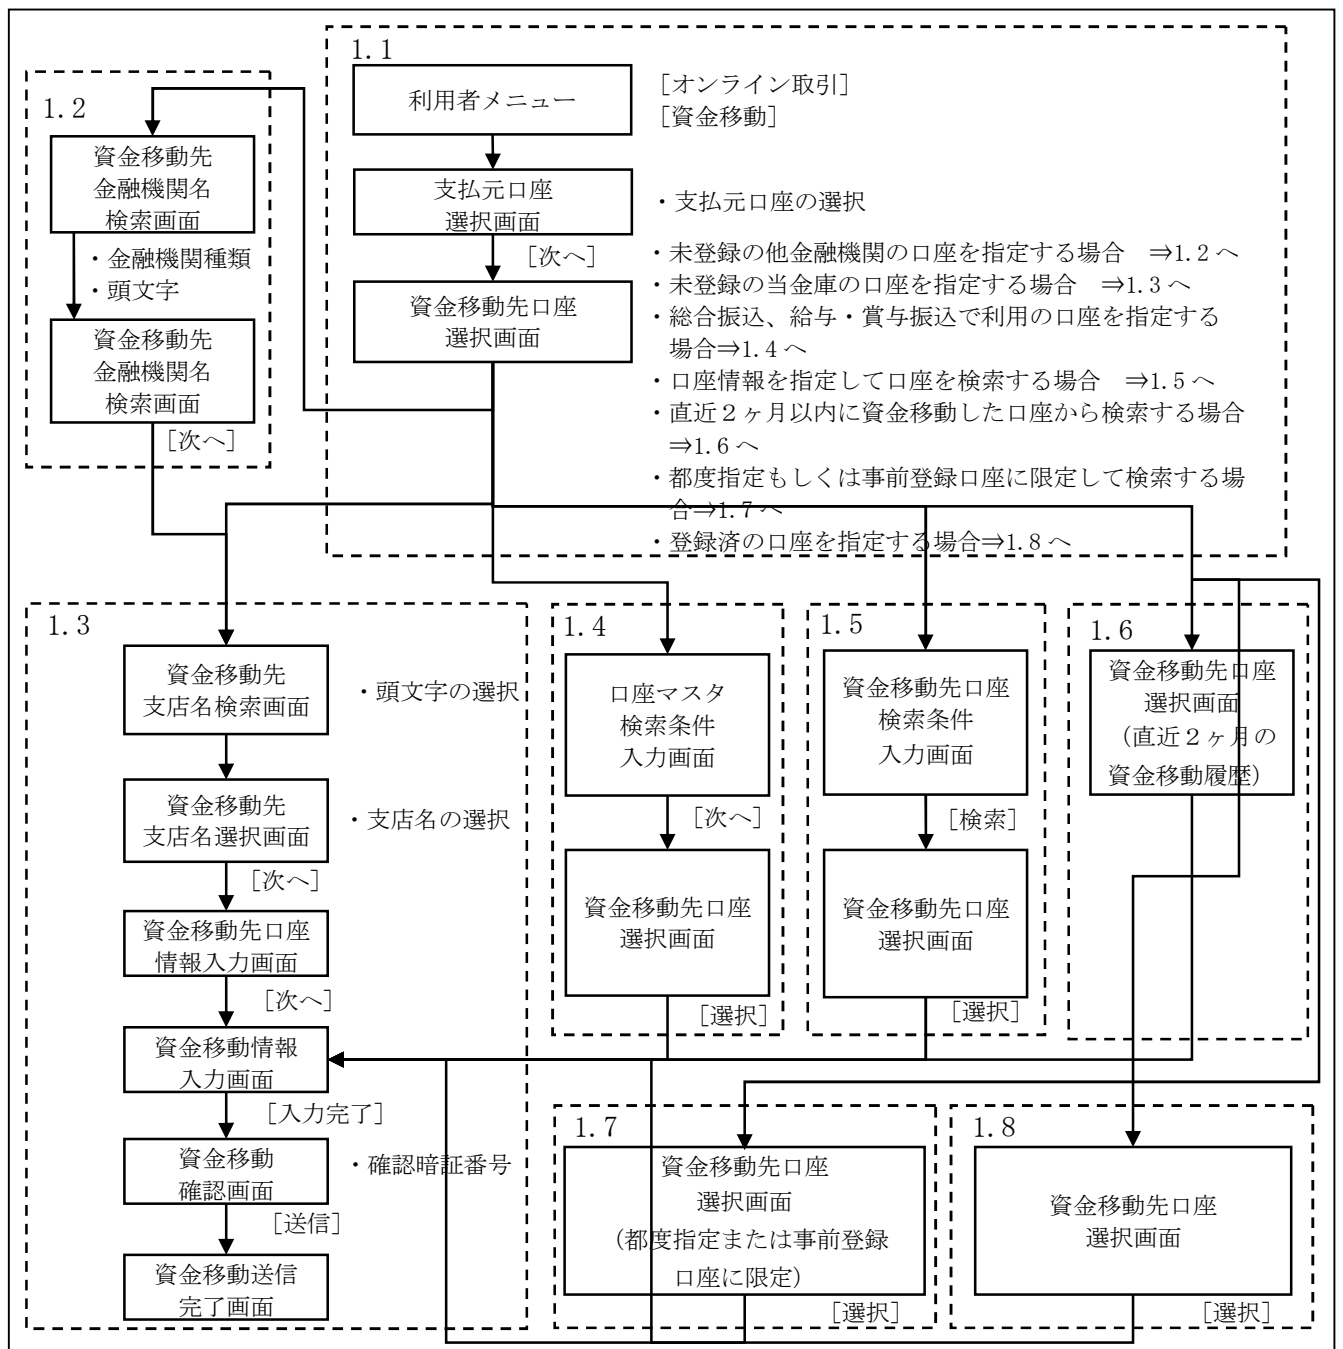 1.1
利用者メニュー
[オンライン取引]
[資金移動]
支払元口座
選択画面
・支払元口座の選択
[次へ]
資金移動先口座
選択画面
・未登録の他金融機関の口座を指定する場合　⇒1.2 へ
・未登録の当金庫の口座を指定する場合　⇒1.3 へ
・総合振込、給与・賞与振込で利用の口座を指定する
場合⇒1.4 へ
・口座情報を指定して口座を検索する場合　⇒1.5 へ
・直近２ヶ月以内に資金移動した口座から検索する場合
⇒1.6 へ
・都度指定もしくは事前登録口座に限定して検索する場
合⇒1.7 へ
・登録済の口座を指定する場合⇒1.8 へ
1.2
資金移動先
金融機関名
検索画面
・金融機関種類
・頭文字
資金移動先
金融機関名
検索画面
[次へ]
1.3
資金移動先
支店名検索画面
・頭文字の選択
資金移動先
支店名選択画面
・支店名の選択
[次へ]
資金移動先口座
情報入力画面
[次へ]
資金移動情報
入力画面
[入力完了]
資金移動
確認画面
・確認暗証番号
[送信]
資金移動送信
完了画面
1.4
口座マスタ
検索条件
入力画面
[次へ]
資金移動先口座
選択画面
[選択]
1.5
資金移動先口座
検索条件
入力画面
[検索]
資金移動先口座
選択画面
[選択]
1.6
資金移動先口座
選択画面
（直近２ヶ月の
資金移動履歴）
1.7
資金移動先口座
選択画面
（都度指定または事前登録
口座に限定）
[選択]
1.8
資金移動先口座
選択画面
[選択]